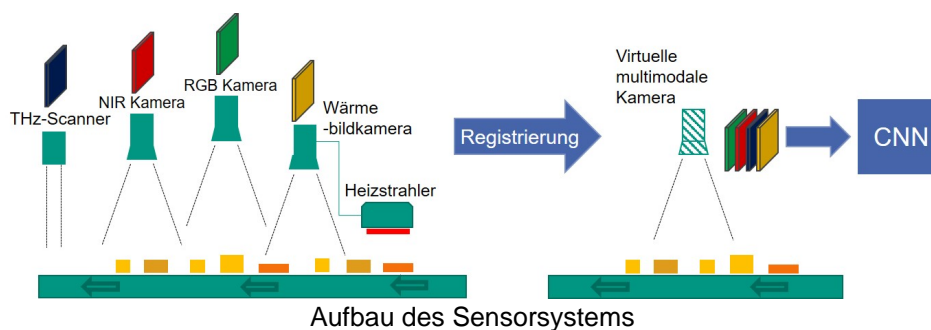 THz-Scanner
NIR Kamera
RGB Kamera
Wärme
-bildkamera
Heizstrahler
Registrierung
Virtuelle
multimodale
Kamera
CNN
Aufbau des Sensorsystems